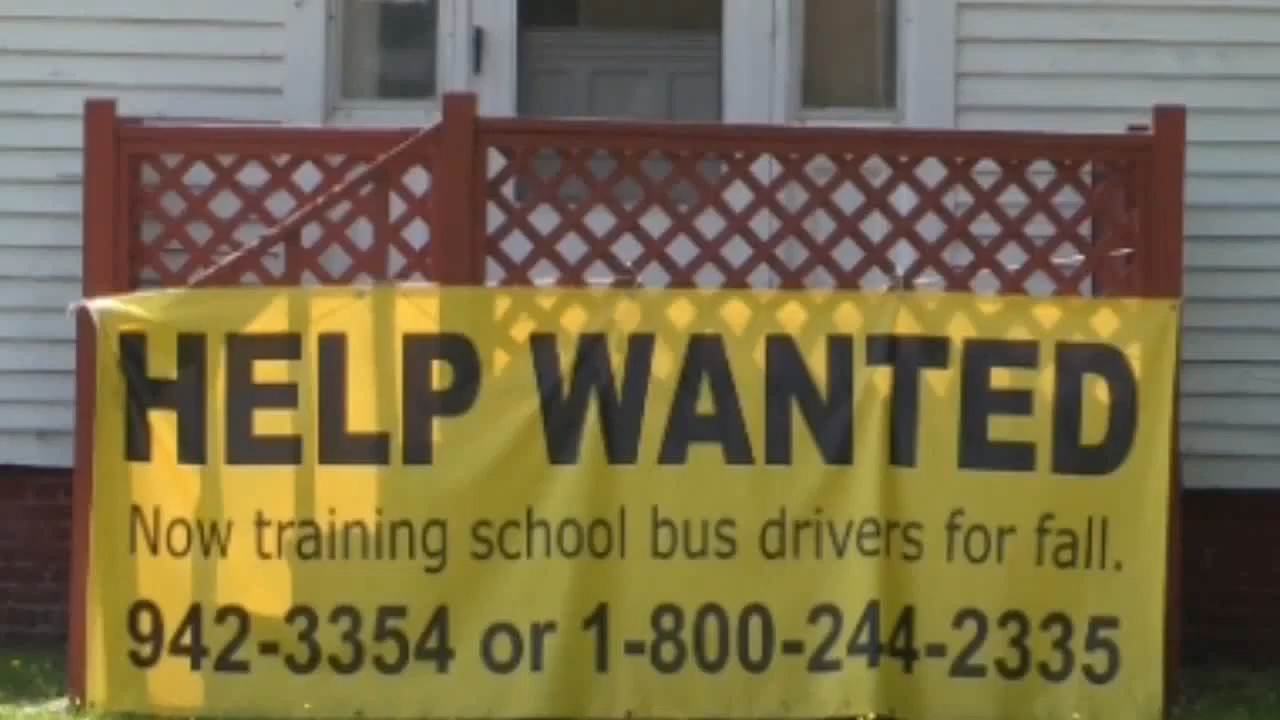 HELP WANTED
Now training school bus drivers for fall.
942-3354 or 1-800-244-2335